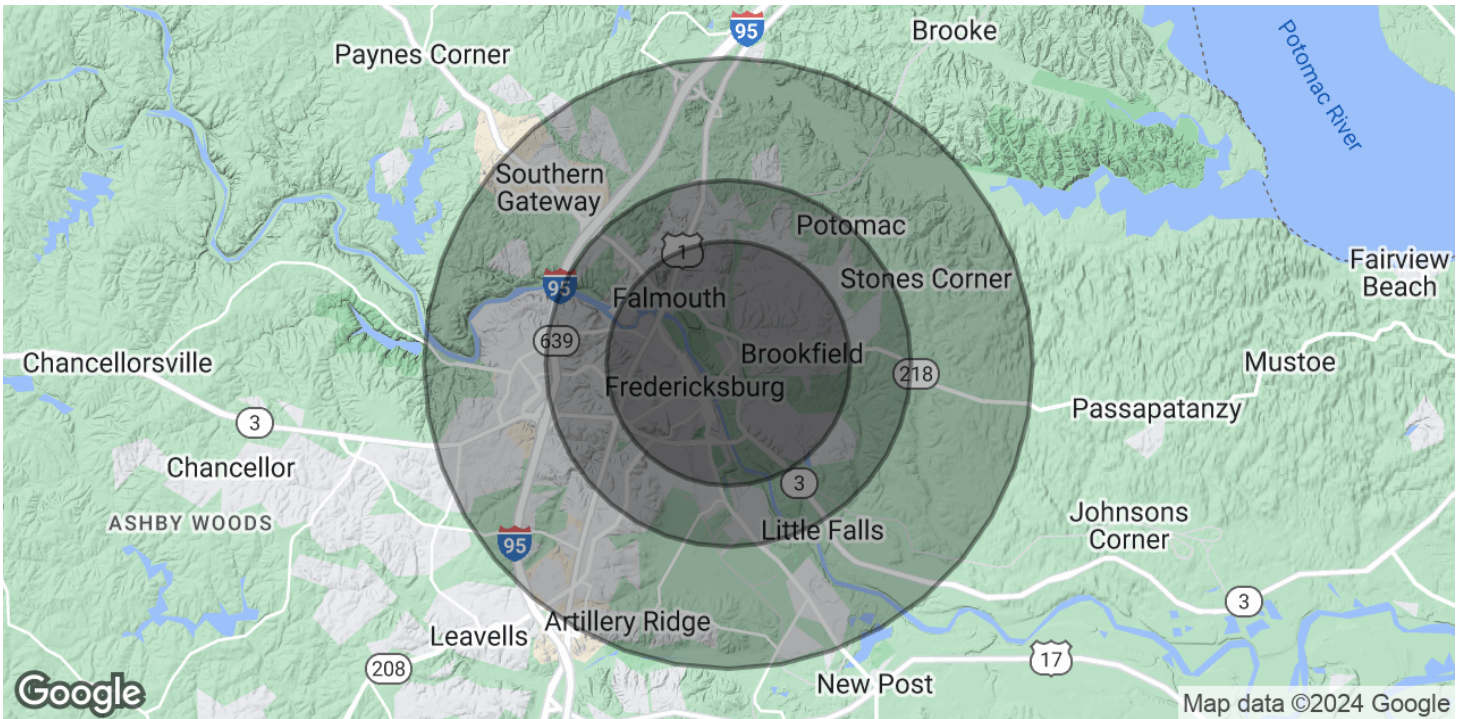 95
Brooke
Paynes Corner
Potomac River
Southern
Gateway
Potomac
1
Fairview
Beach
Stones Corner
95
Falmouth
639
Brookfield
Chancellorsville
Mustoe
218
Fredericksburg
Passapatanzy
3
Chancellor
3
Johnsons
Corner
ASHBY WOODS
Little Falls
95
3
Artillery Ridge
Leavells
17
208
New Post
Google
Map data ©2024 Google